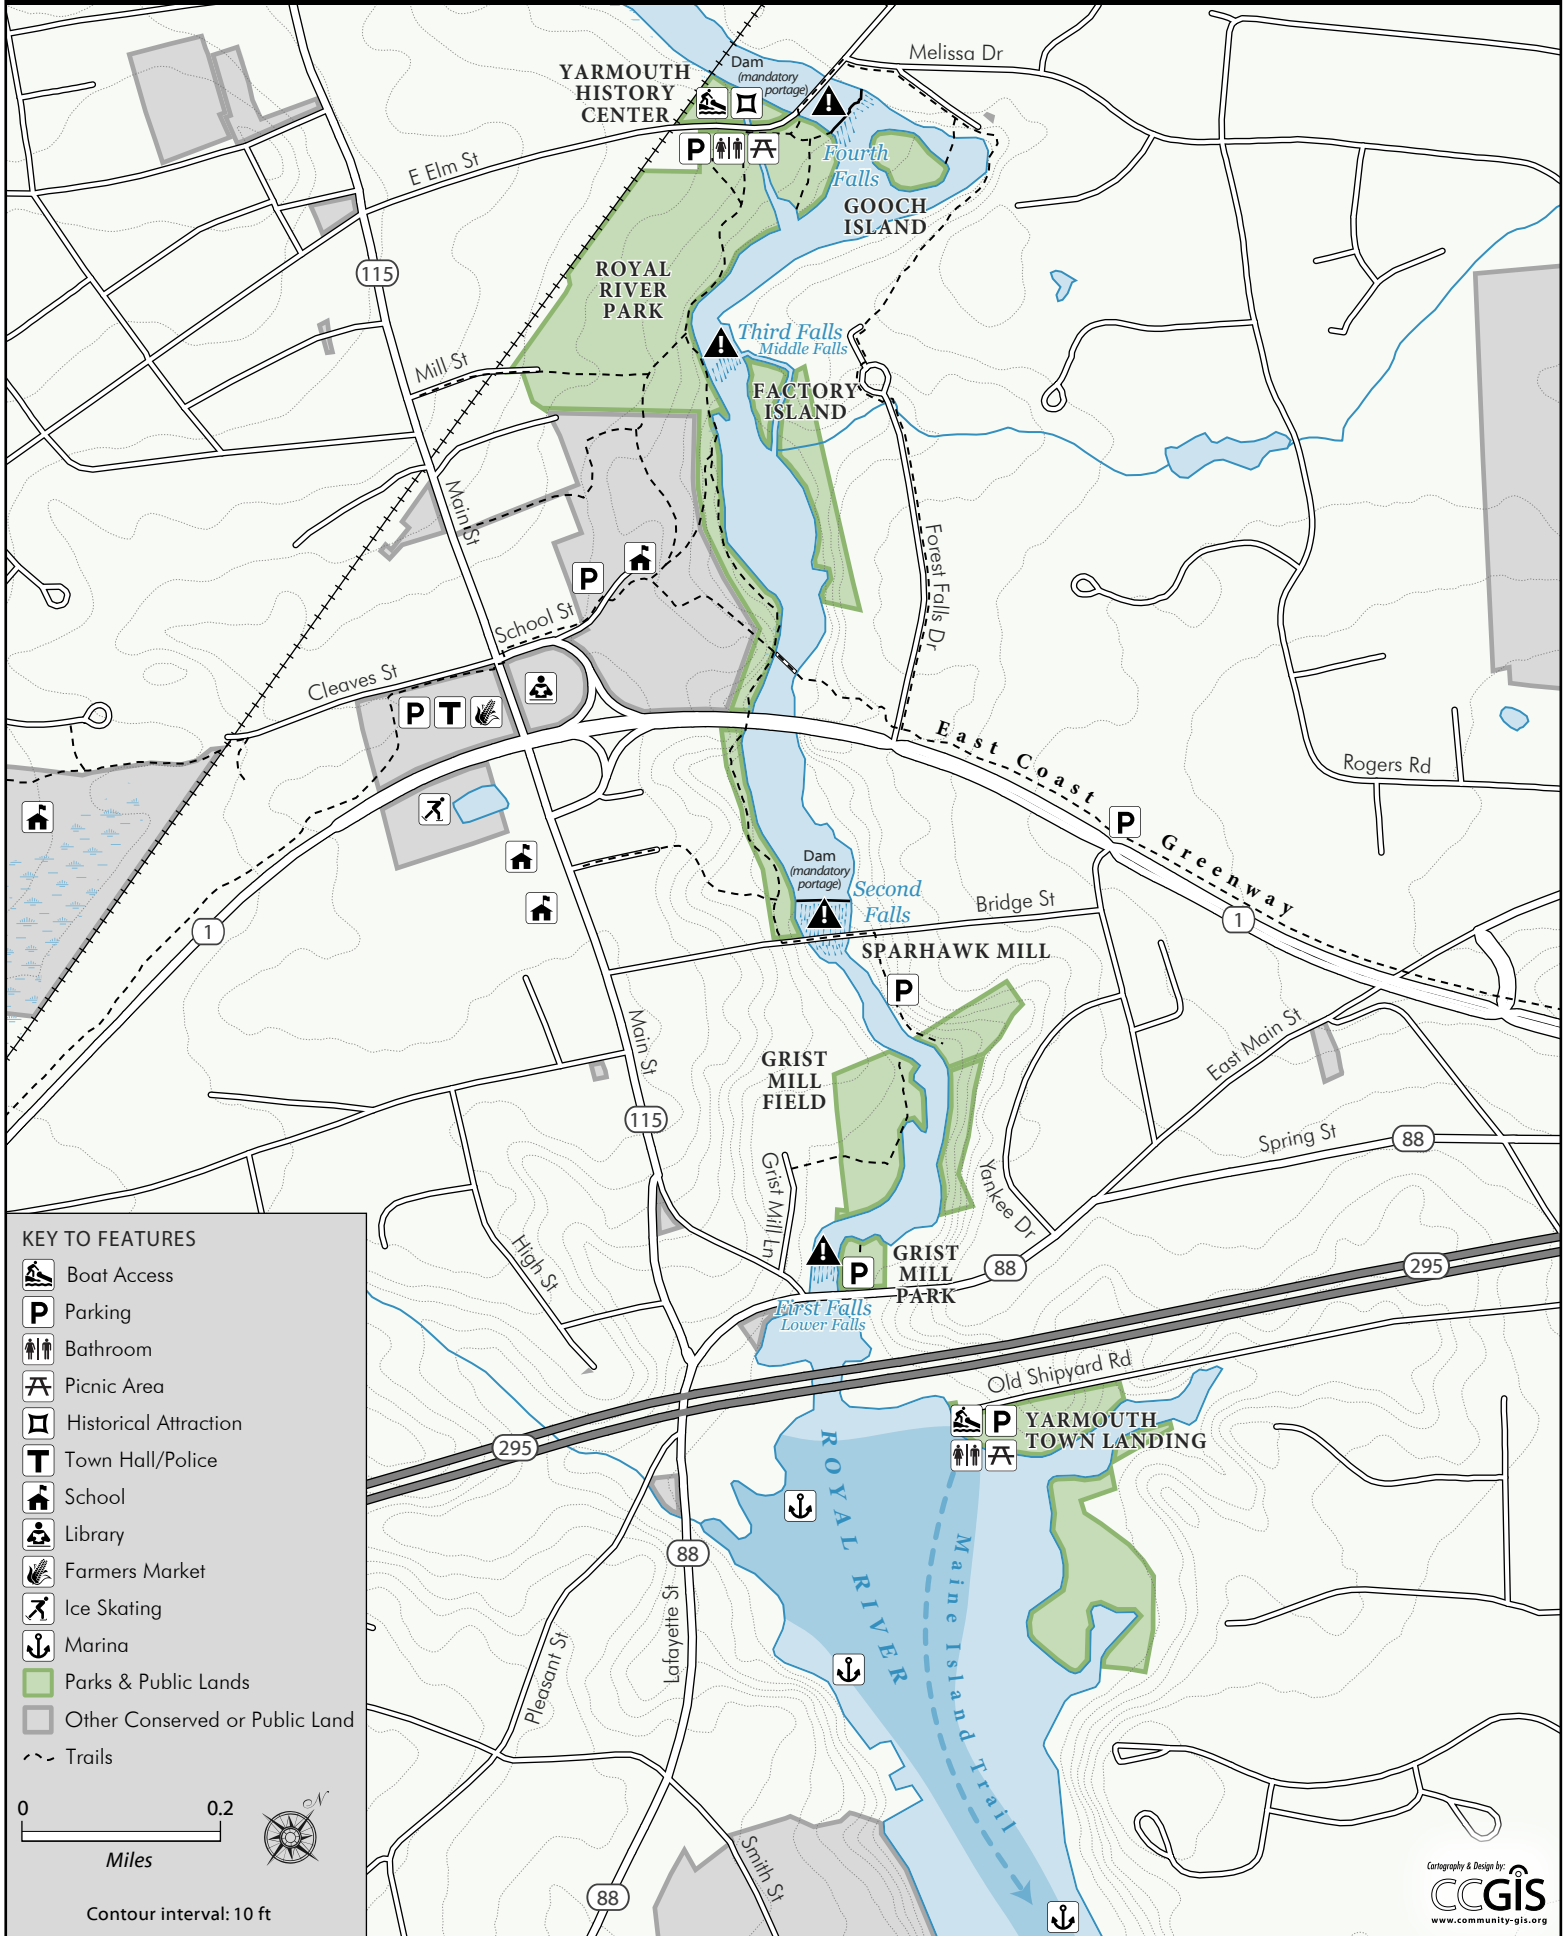 Melissa Dr
Dam
(mandatory
portage)
YARMOUTH
HISTORY
CENTER
P
E Elm St
Fourth
Falls
GOOCH
ISLAND
115
ROYAL
RIVER
PARK
Third Falls
Middle Falls
Mill St
FACTORY
ISLAND
Main St
Forest Falls Dr
P
School St
Cleaves St
P T
East Coast Greenway
Rogers Rd
P
Dam
(mandatory
portage)
Second
Falls
Bridge St
1
1
SPARHAWK MILL
P
Main St
East Main St
GRIST
MILL
FIELD
115
Spring St
88
Grist Mill Ln
Yankee Dr
High St
GRIST
MILL
PARK
P
88
295
First Falls
Lower Falls
Old Shipyard Rd
P
YARMOUTH
TOWN LANDING
295
ROYAL RIVER
Maine Island Trail
88
Lafayette St
Pleasant St
Smith St
88
KEY TO FEATURES
Boat Access
P Parking
Bathroom
Picnic Area
Historical Attraction
T Town Hall/Police
School
Library
Farmers Market
Ice Skating
Marina
Parks & Public Lands
Other Conserved or Public Land
Trails
0 0.2
Miles
N
Contour interval: 10 ft
Cartography & Design by:
CCGIS
www.community-gis.org